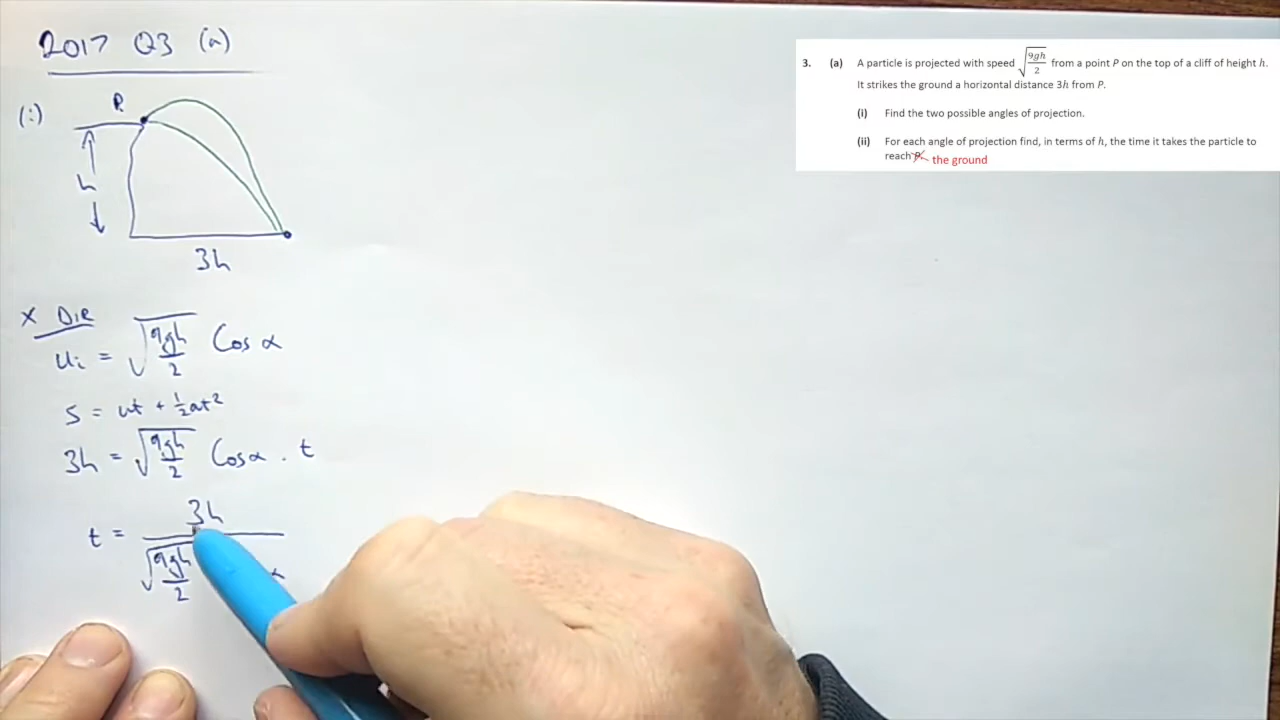 2017 Q3 (a)
(i)
P
h
3h
X DIR
ui = √(9gh/2) Cos α
s = ut + ½at²
3h = √(9gh/2) Cos α . t
t = 3h / √(9gh/2) α
3. (a) A particle is projected with speed √(9gh/2) from a point P on the top of a cliff of height h.
It strikes the ground a horizontal distance 3h from P.
(i) Find the two possible angles of projection.
(ii) For each angle of projection find, in terms of h, the time it takes the particle to
reach the ground